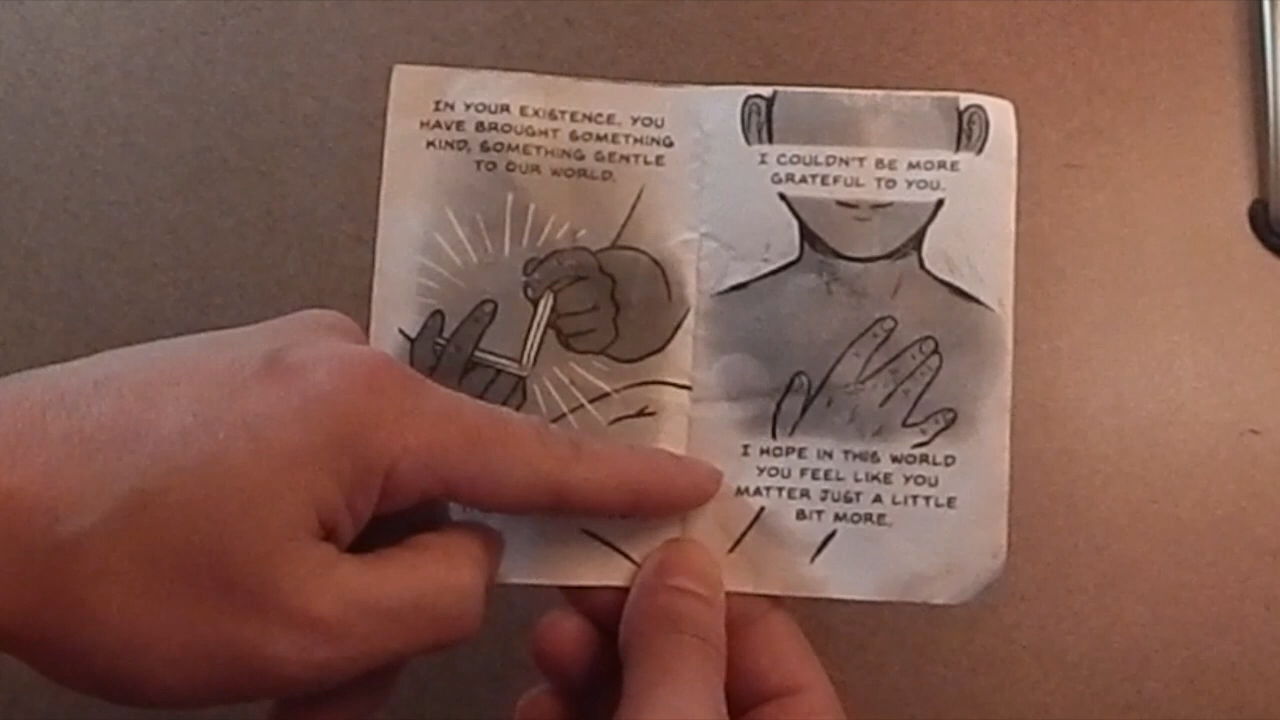 IN YOUR EXISTENCE, YOU
HAVE BROUGHT SOMETHING
KIND, SOMETHING GENTLE
TO OUR WORLD.
I COULDN'T BE MORE
GRATEFUL TO YOU.
I HOPE IN THIS WORLD
YOU FEEL LIKE YOU
MATTER JUST A LITTLE
BIT MORE.